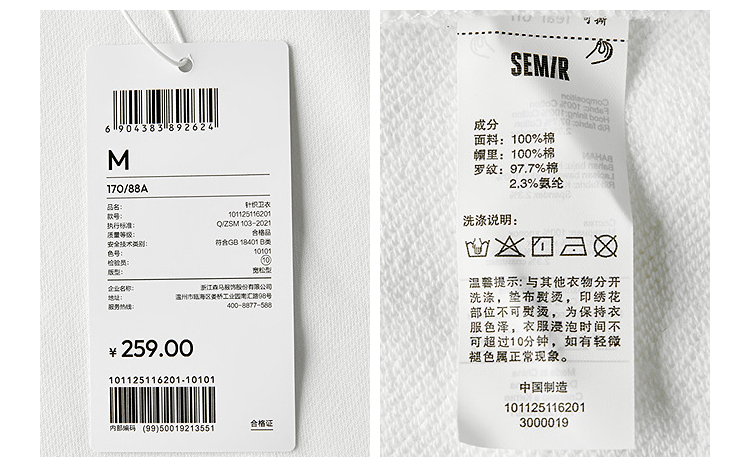 6904383892624
M
170/88A
品名: 针织卫衣
款号: 101125116201
执行标准: Q/ZSM 103-2021
质量等级: 合格品
安全技术类别: 符合GB 18401 B类
色号: 10101
检验员: 10
版型: 宽松型
企业名称: 浙江森马服饰股份有限公司
地址: 温州市瓯海区娄桥工业园南汇路98号
服务热线: 400-8877-588
¥ 259.00
101125116201-10101
内部编码 (99)50019213551 合格证
Tear off 可撕
SEMIR
成分
面料: 100%棉
帽里: 100%棉
罗纹: 97.7%棉
2.3%氨纶
洗涤说明:
温馨提示: 与其他衣物分开
洗涤, 垫布熨烫, 印绣花
部位不可熨烫, 为保持衣
服色泽, 衣服浸泡时间不
可超过10分钟, 如有轻微
褪色属正常现象。
中国制造
101125116201
3000019